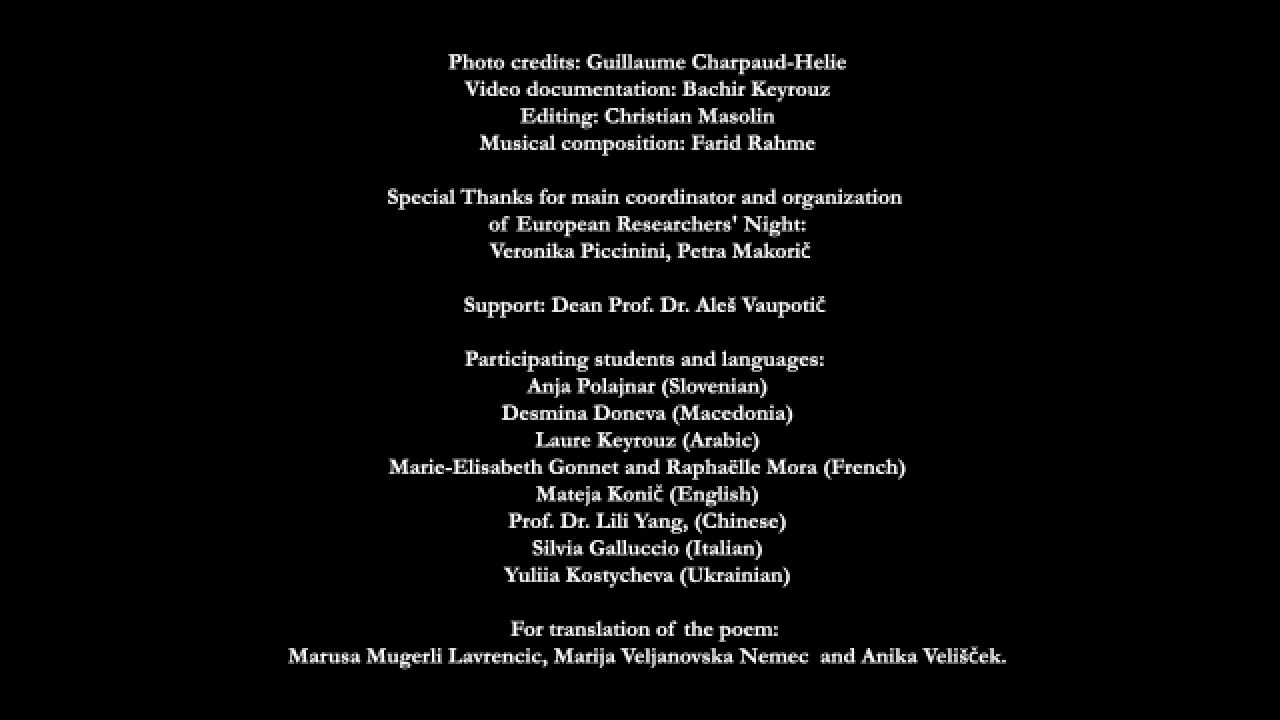 Photo credits: Guillaume Charpaud-Helie
Video documentation: Bachir Keyrouz
Editing: Christian Masolin
Musical composition: Farid Rahme
Special Thanks for main coordinator and organization
of European Researchers' Night:
Veronika Piccinini, Petra Makorič
Support: Dean Prof. Dr. Aleš Vaupotič
Participating students and languages:
Anja Polajnar (Slovenian)
Desmina Doneva (Macedonia)
Laure Keyrouz (Arabic)
Marie-Elisabeth Gonnet and Raphaëlle Mora (French)
Mateja Konič (English)
Prof. Dr. Lili Yang, (Chinese)
Silvia Galluccio (Italian)
Yuliia Kostycheva (Ukrainian)
For translation of the poem:
Marusa Mugerli Lavrencic, Marija Veljanovska Nemec and Anika Velišček.